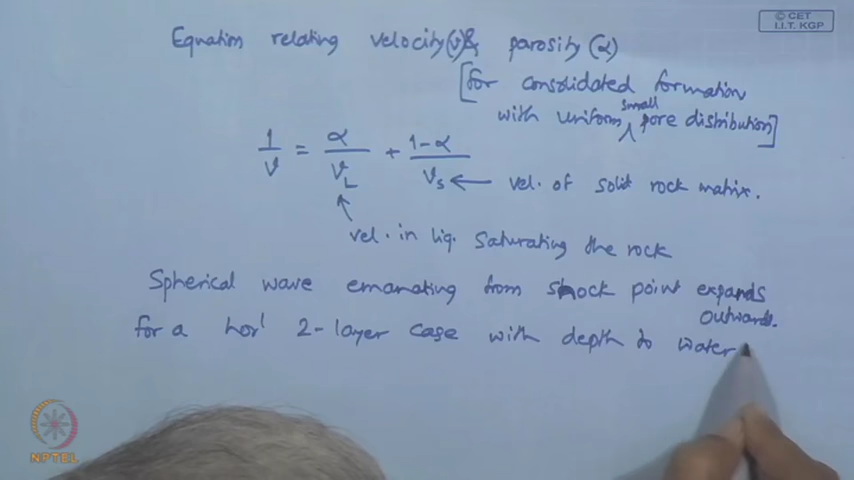 © CET
I.I.T. KGP
Equation relating velocity (v) & parosity (α)
[for consolidated formation
with uniform small pore distribution]
1/v = α/v_L + 1-α/v_s ← vel. of solid rock matrix.
vel. in liq. saturating the rock
Spherical wave emanating from shock point expands
outwards.
for a hor'l 2-layer case with depth to water
NPTEL